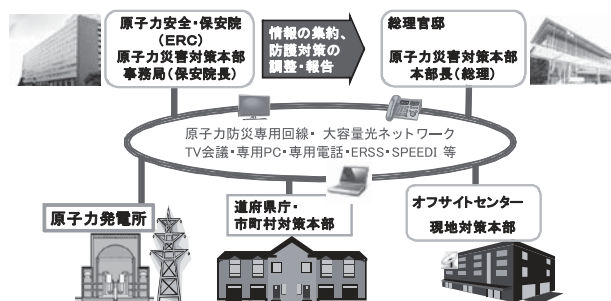 原子力安全・保安院
(ERC)
原子力災害対策本部
事務局(保安院長)
情報の集約、
防護対策の
調整・報告
総理官邸
原子力災害対策本部
本部長(総理)
原子力防災専用回線・大容量光ネットワーク
TV会議・専用PC・専用電話・ERSS・SPEEDI 等
原子力発電所
道府県庁・
市町村対策本部
オフサイトセンター
現地対策本部